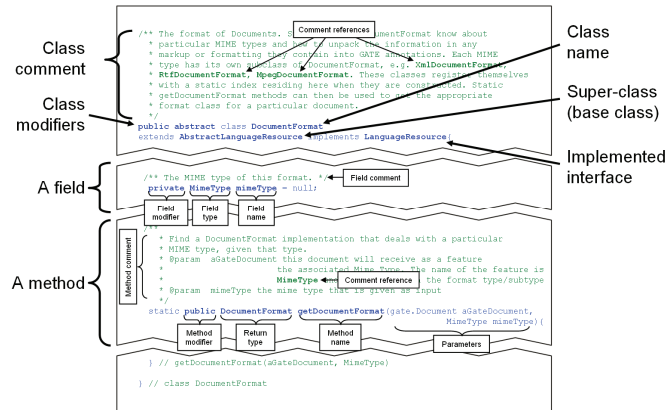 Class comment
Class modifiers
A field
A method
Class name
Super-class (base class)
Implemented interface
/** The format of Documents. S DocumentFormat know about
Comment references
* particular MIME types and how to unpack the information in any
* markup or formatting they contain into GATE annotations. Each MIME
* type has its own subclass of DocumentFormat, e.g. XmlDocumentFormat,
* RtfDocumentFormat, MpegDocumentFormat. These classes register themselves
* with a static index residing here when they are constructed. Static
* getDocumentFormat methods can then be used to get the appropriate
* format class for a particular document.
*/
public abstract class DocumentFormat
extends AbstractLanguageResource implements LanguageResource{
/** The MIME type of this format. */
Field comment
private MimeType mimeType = null;
Field modifier
Field type
Field name
/**
Method comment
* Find a DocumentFormat implementation that deals with a particular
* MIME type, given that type.
* @param aGateDocument this document will receive as a feature
* the associated Mime Type. The name of the feature is
* MimeType the format type/subtype
Comment reference
* @param mimeType the mime type that is given as input
*/
static public DocumentFormat getDocumentFormat(gate.Document aGateDocument,
MimeType mimeType){
Method modifier
Return type
Method name
Parameters
} // getDocumentFormat(aGateDocument, MimeType)
} // class DocumentFormat